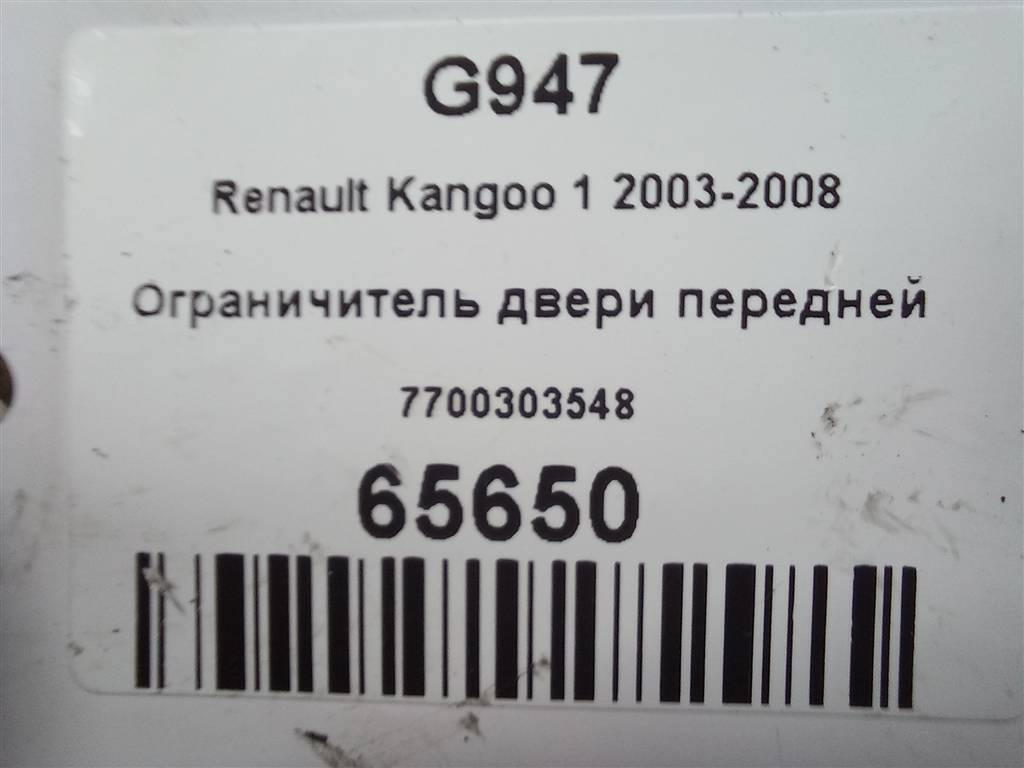 G947
Renault Kangoo 1 2003-2008
Ограничитель двери передней
7700303548
65650